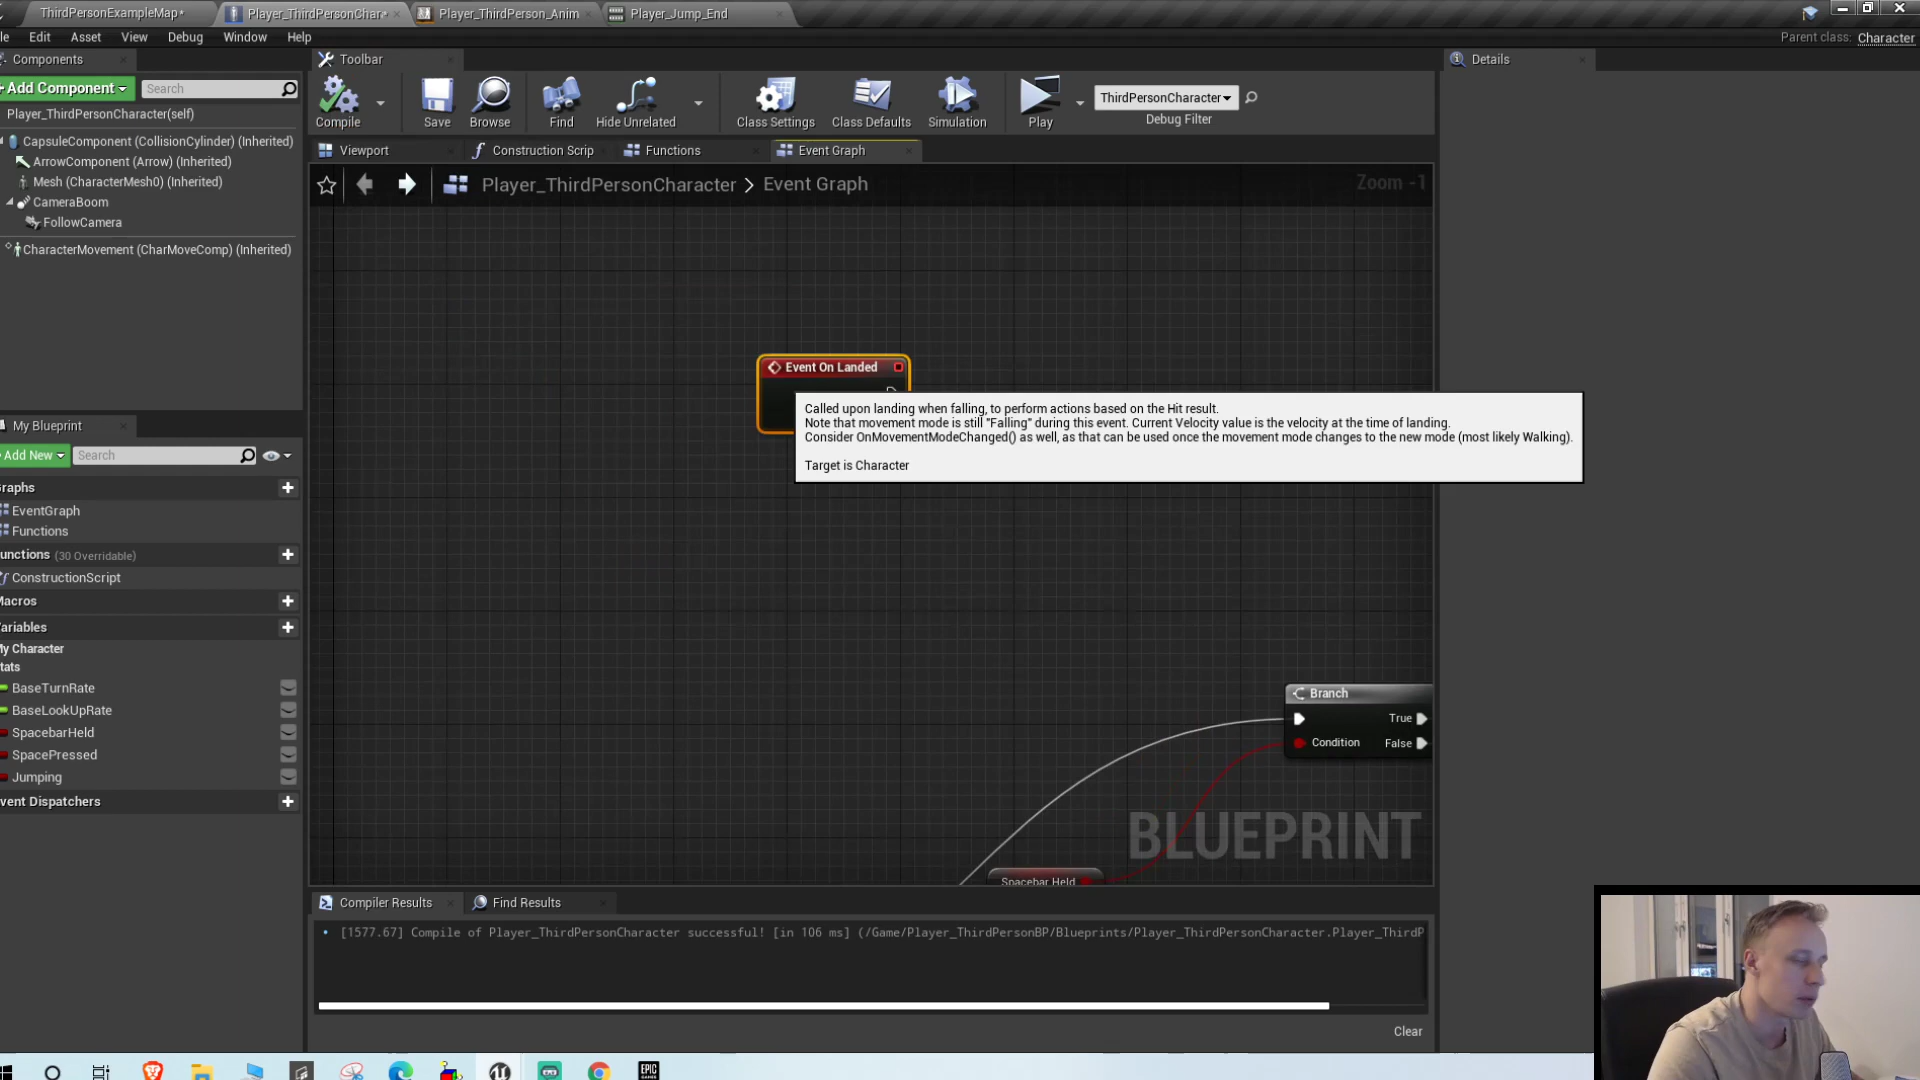 ThirdPersonExampleMap*
Player_ThirdPersonChar*
Player_ThirdPerson_Anim
Player_Jump_End
le Edit Asset View Debug Window Help
Parent class: Character
Components
Toolbar
Details
+Add Component
Search
Player_ThirdPersonCharacter(self)
CapsuleComponent (CollisionCylinder) (Inherited)
ArrowComponent (Arrow) (Inherited)
Mesh (CharacterMesh0) (Inherited)
CameraBoom
FollowCamera
CharacterMovement (CharMoveComp) (Inherited)
Compile
Save
Browse
Find
Hide Unrelated
Class Settings
Class Defaults
Simulation
Play
ThirdPersonCharacter
Debug Filter
Viewport
Construction Scrip
Functions
Event Graph
Player_ThirdPersonCharacter > Event Graph
Zoom -1
Event On Landed
Called upon landing when falling, to perform actions based on the Hit result.
Note that movement mode is still "Falling" during this event. Current Velocity value is the velocity at the time of landing.
Consider OnMovementModeChanged() as well, as that can be used once the movement mode changes to the new mode (most likely Walking).
Target is Character
My Blueprint
Add New
Search
Graphs
EventGraph
Functions
unctions (30 Overridable)
ConstructionScript
Macros
ariables
My Character
tats
BaseTurnRate
BaseLookUpRate
SpacebarHeld
SpacePressed
Jumping
vent Dispatchers
Branch
True
Condition
False
Spacebar Held
BLUEPRINT
Compiler Results
Find Results
[1577.67] Compile of Player_ThirdPersonCharacter successful! [in 106 ms] (/Game/Player_ThirdPersonBP/Blueprints/Player_ThirdPersonCharacter.Player_ThirdP
Clear
EPIC
GAMES